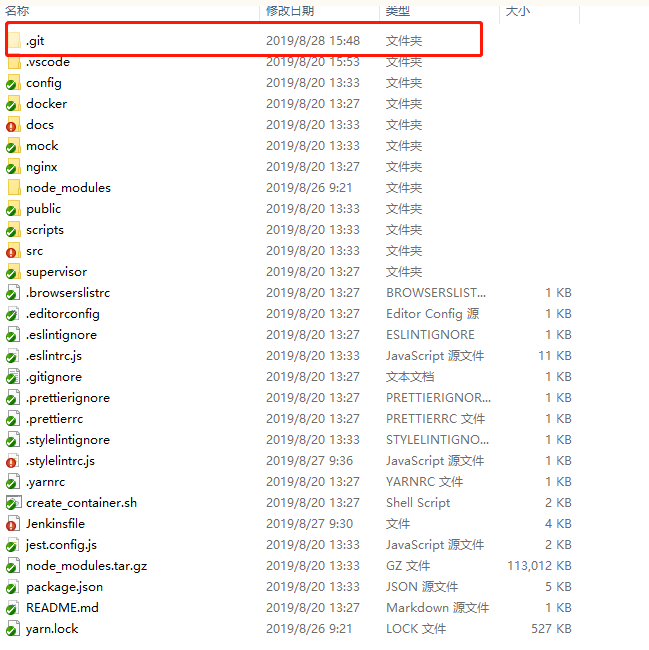 名称 修改日期 类型 大小
.git 2019/8/28 15:48 文件夹
.vscode 2019/8/20 15:53 文件夹
config 2019/8/20 13:33 文件夹
docker 2019/8/20 13:27 文件夹
docs 2019/8/20 13:33 文件夹
mock 2019/8/20 13:33 文件夹
nginx 2019/8/20 13:27 文件夹
node_modules 2019/8/26 9:21 文件夹
public 2019/8/20 13:33 文件夹
scripts 2019/8/20 13:33 文件夹
src 2019/8/20 13:33 文件夹
supervisor 2019/8/20 13:27 文件夹
.browserslistrc 2019/8/20 13:27 BROWSERSLIST... 1 KB
.editorconfig 2019/8/20 13:27 Editor Config 源 1 KB
.eslintignore 2019/8/20 13:27 ESLINTIGNORE 1 KB
.eslintrc.js 2019/8/20 13:33 JavaScript 源文件 11 KB
.gitignore 2019/8/20 13:27 文本文档 1 KB
.prettierignore 2019/8/20 13:27 PRETTIERIGNOR... 1 KB
.prettierrc 2019/8/20 13:27 PRETTIERRC 文件 1 KB
.stylelintignore 2019/8/20 13:33 STYLELINTIGNO... 1 KB
.stylelintrc.js 2019/8/27 9:36 JavaScript 源文件 1 KB
.yarnrc 2019/8/20 13:27 YARNRC 文件 1 KB
create_container.sh 2019/8/20 13:27 Shell Script 2 KB
Jenkinsfile 2019/8/27 9:30 文件 4 KB
jest.config.js 2019/8/20 13:33 JavaScript 源文件 2 KB
node_modules.tar.gz 2019/8/20 13:27 GZ 文件 113,012 KB
package.json 2019/8/20 13:33 JSON 源文件 5 KB
README.md 2019/8/20 13:27 Markdown 源文件 1 KB
yarn.lock 2019/8/26 9:21 LOCK 文件 527 KB